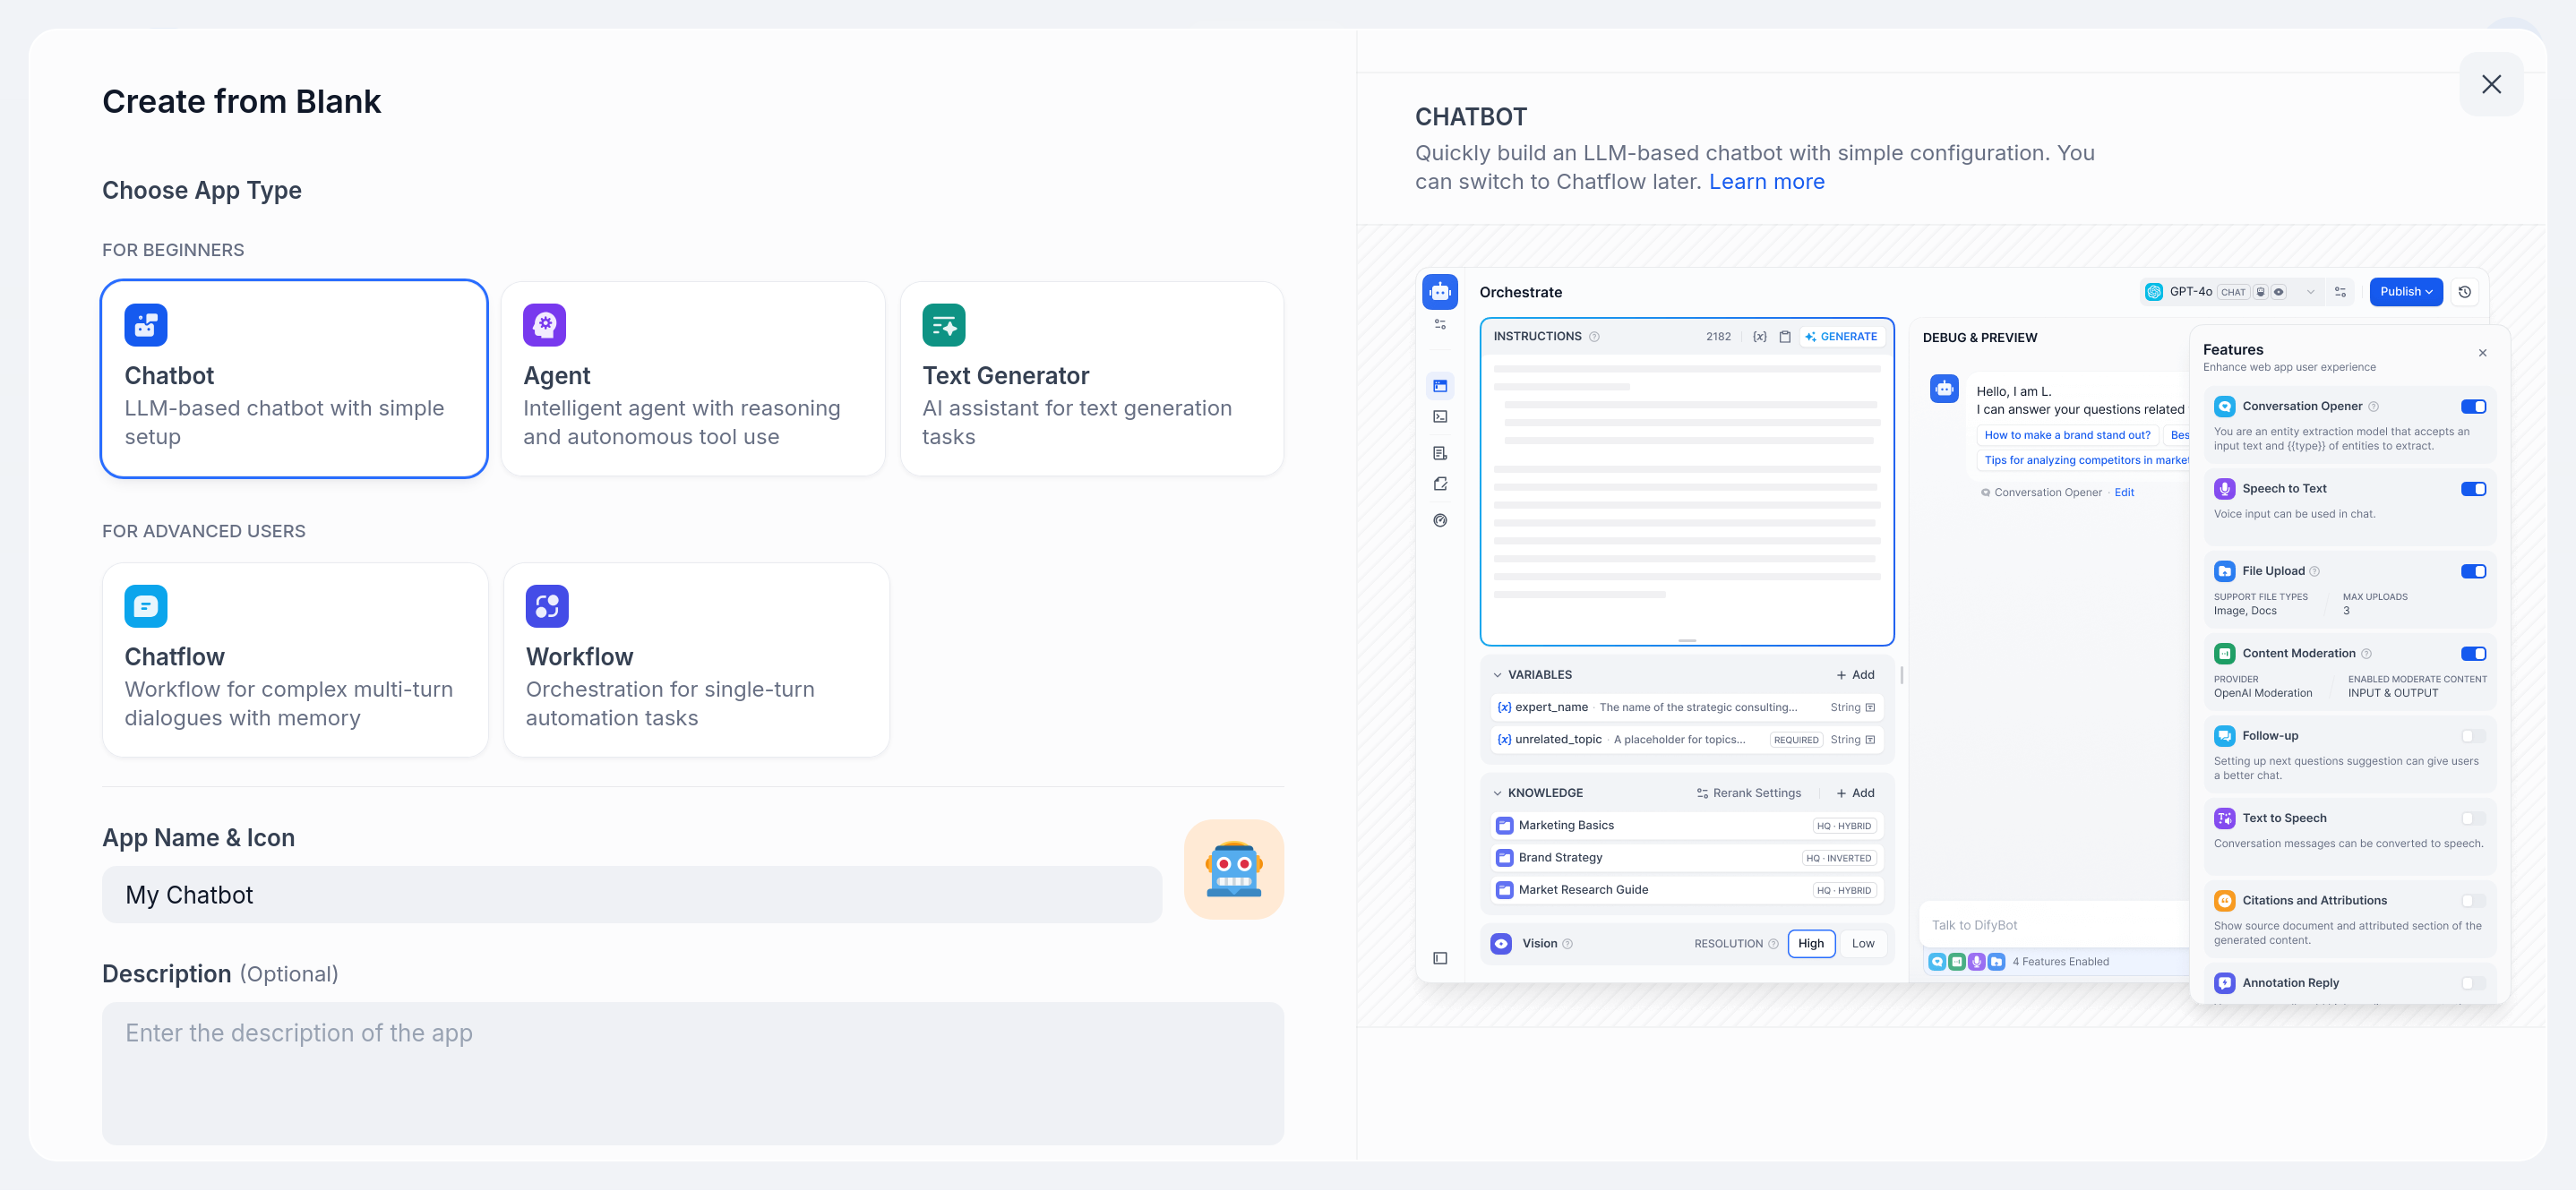 Create from Blank
Choose App Type
FOR BEGINNERS
Chatbot
LLM-based chatbot with simple
setup
Agent
Intelligent agent with reasoning
and autonomous tool use
Text Generator
AI assistant for text generation
tasks
FOR ADVANCED USERS
Chatflow
Workflow for complex multi-turn
dialogues with memory
Workflow
Orchestration for single-turn
automation tasks
App Name & Icon
My Chatbot
Description (Optional)
Enter the description of the app
CHATBOT
Quickly build an LLM-based chatbot with simple configuration. You
can switch to Chatflow later. Learn more
Orchestrate
GPT-4o CHAT
Publish
INSTRUCTIONS
2182
{x}
GENERATE
VARIABLES
+ Add
{x} expert_name · The name of the strategic consulting... String
{x} unrelated_topic · A placeholder for topics... REQUIRED String
KNOWLEDGE
Rerank Settings
+ Add
Marketing Basics HQ · HYBRID
Brand Strategy HQ · INVERTED
Market Research Guide HQ · HYBRID
Vision
RESOLUTION High Low
DEBUG & PREVIEW
Hello, I am L.
I can answer your questions related
How to make a brand stand out? Bes
Tips for analyzing competitors in market
Conversation Opener · Edit
Talk to DifyBot
4 Features Enabled
Features
Enhance web app user experience
Conversation Opener
You are an entity extraction model that accepts an
input text and {{type}} of entities to extract.
Speech to Text
Voice input can be used in chat.
File Upload
SUPPORT FILE TYPES
Image, Docs
MAX UPLOADS
3
Content Moderation
PROVIDER
OpenAI Moderation
ENABLED MODERATE CONTENT
INPUT & OUTPUT
Follow-up
Setting up next questions suggestion can give users
a better chat.
Text to Speech
Conversation messages can be converted to speech.
Citations and Attributions
Show source document and attributed section of the
generated content.
Annotation Reply